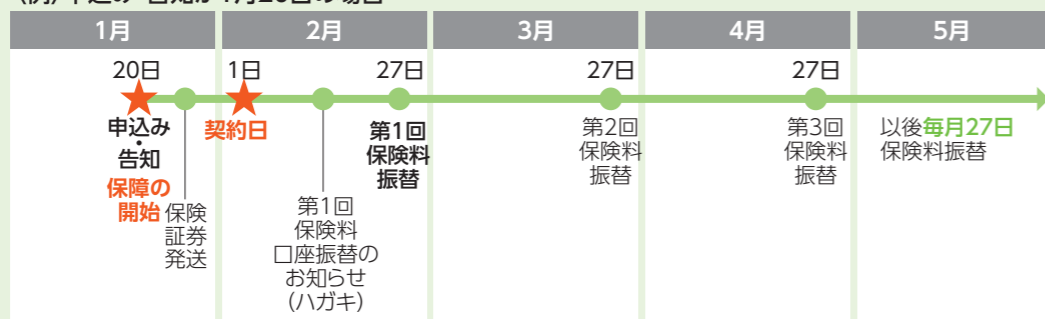 1月 2月 3月 4月 5月
20日 1日 27日 27日 27日
申込み
・
告知
保障の
開始
保険
証券
発送
契約日
第1回
保険料
口座振替の
お知らせ
(ハガキ)
第1回
保険料
振替
第2回
保険料
振替
第3回
保険料
振替
以後毎月27日
保険料振替